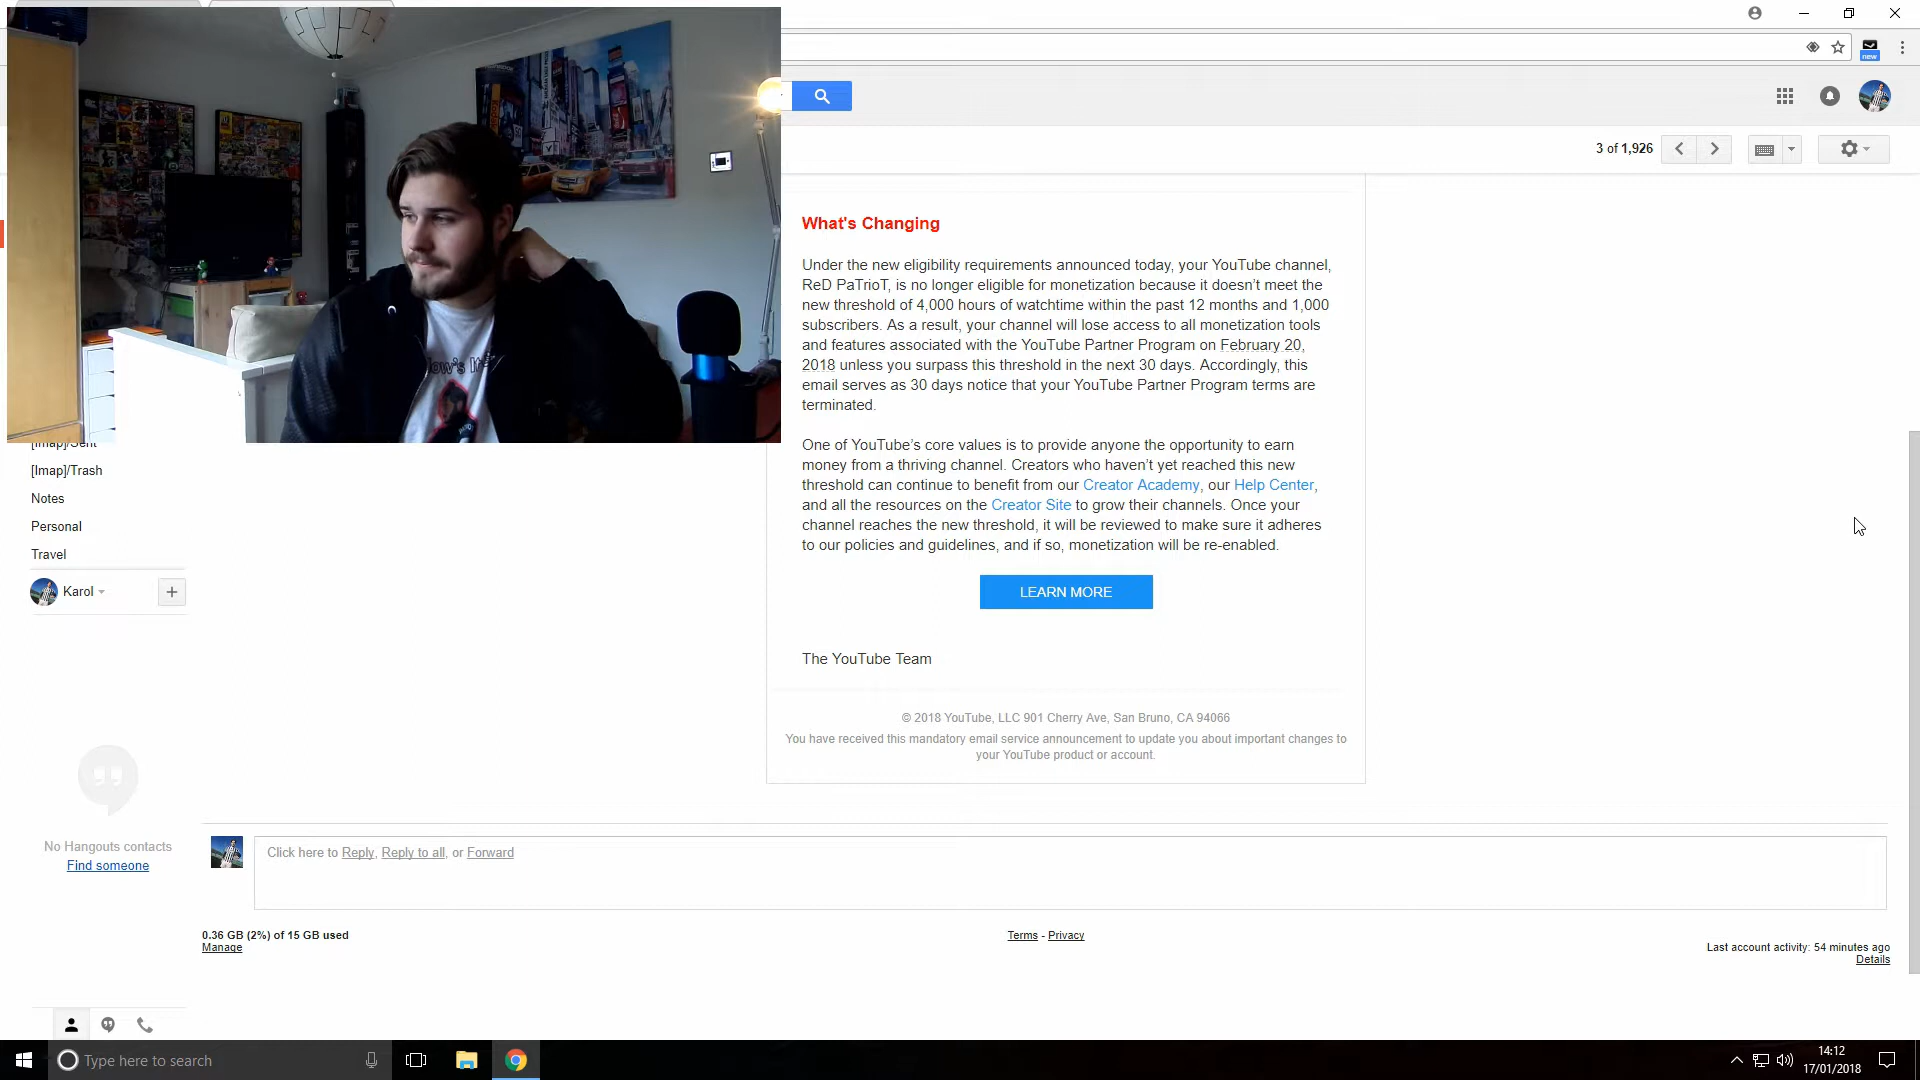 new
3 of 1,926
What's Changing
Under the new eligibility requirements announced today, your YouTube channel,
ReD PaTrioT, is no longer eligible for monetization because it doesn't meet the
new threshold of 4,000 hours of watchtime within the past 12 months and 1,000
subscribers. As a result, your channel will lose access to all monetization tools
and features associated with the YouTube Partner Program on February 20,
2018 unless you surpass this threshold in the next 30 days. Accordingly, this
email serves as 30 days notice that your YouTube Partner Program terms are
terminated.
One of YouTube's core values is to provide anyone the opportunity to earn
money from a thriving channel. Creators who haven't yet reached this new
threshold can continue to benefit from our Creator Academy, our Help Center,
and all the resources on the Creator Site to grow their channels. Once your
channel reaches the new threshold, it will be reviewed to make sure it adheres
to our policies and guidelines, and if so, monetization will be re-enabled.
LEARN MORE
The YouTube Team
© 2018 YouTube, LLC 901 Cherry Ave, San Bruno, CA 94066
You have received this mandatory email service announcement to update you about important changes to
your YouTube product or account.
[Imap]/Sent
[Imap]/Trash
Notes
Personal
Travel
Karol
No Hangouts contacts
Find someone
Click here to Reply, Reply to all, or Forward
0.36 GB (2%) of 15 GB used
Manage
Terms - Privacy
Last account activity: 54 minutes ago
Details
Type here to search
14:12
17/01/2018